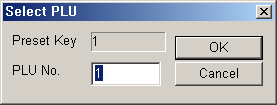 Select PLU
Preset Key 1
OK
PLU No. 1
Cancel